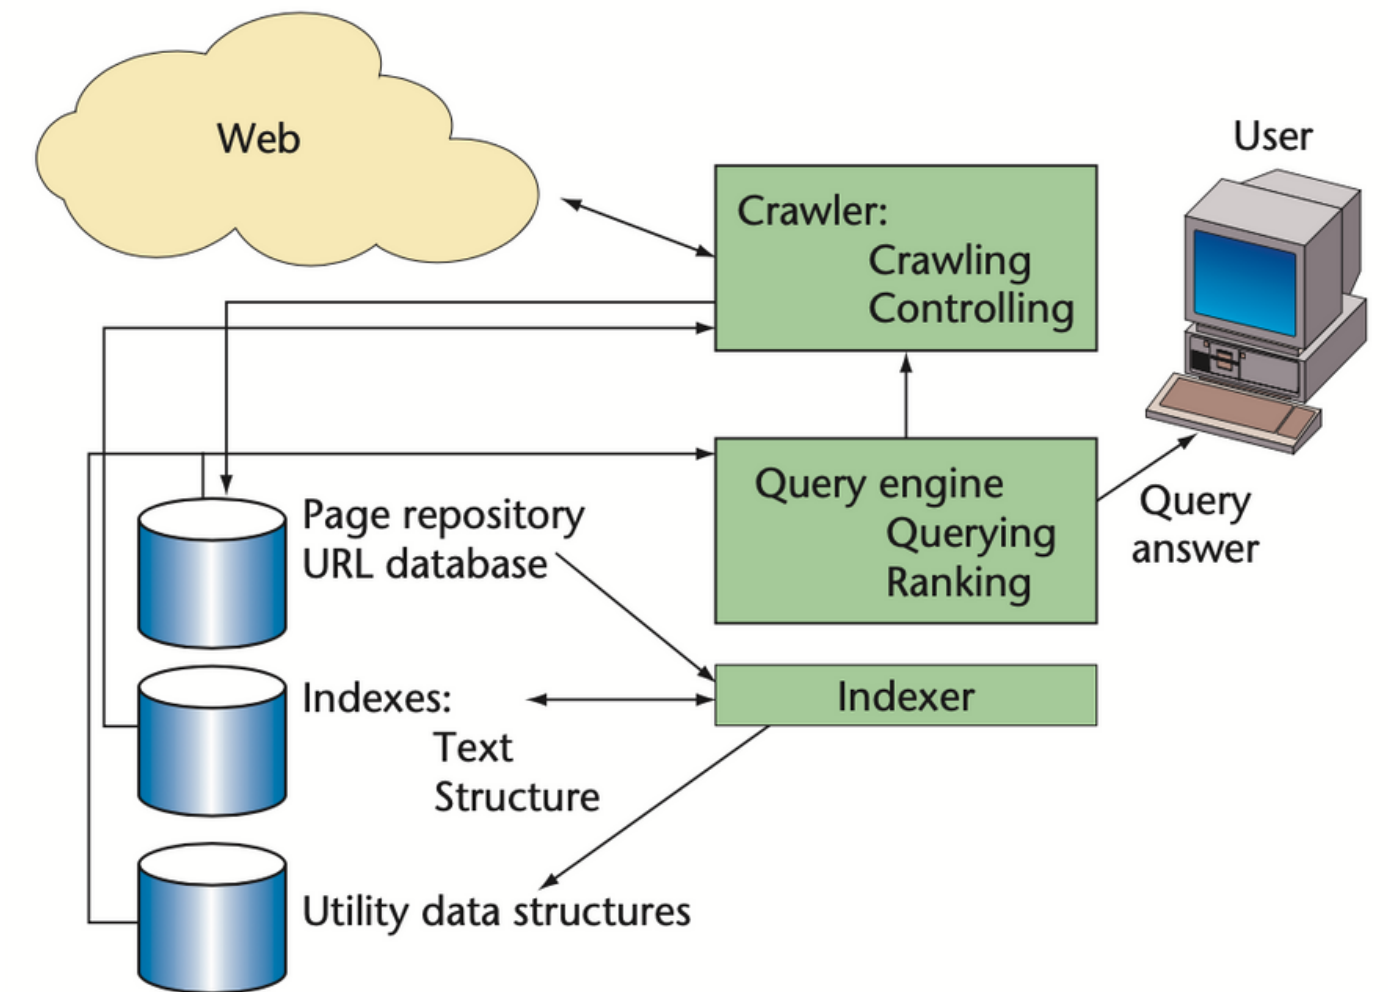 Web
User
Crawler:
Crawling
Controlling
Query engine
Querying
Ranking
Query
answer
Page repository
URL database
Indexer
Indexes:
Text
Structure
Utility data structures